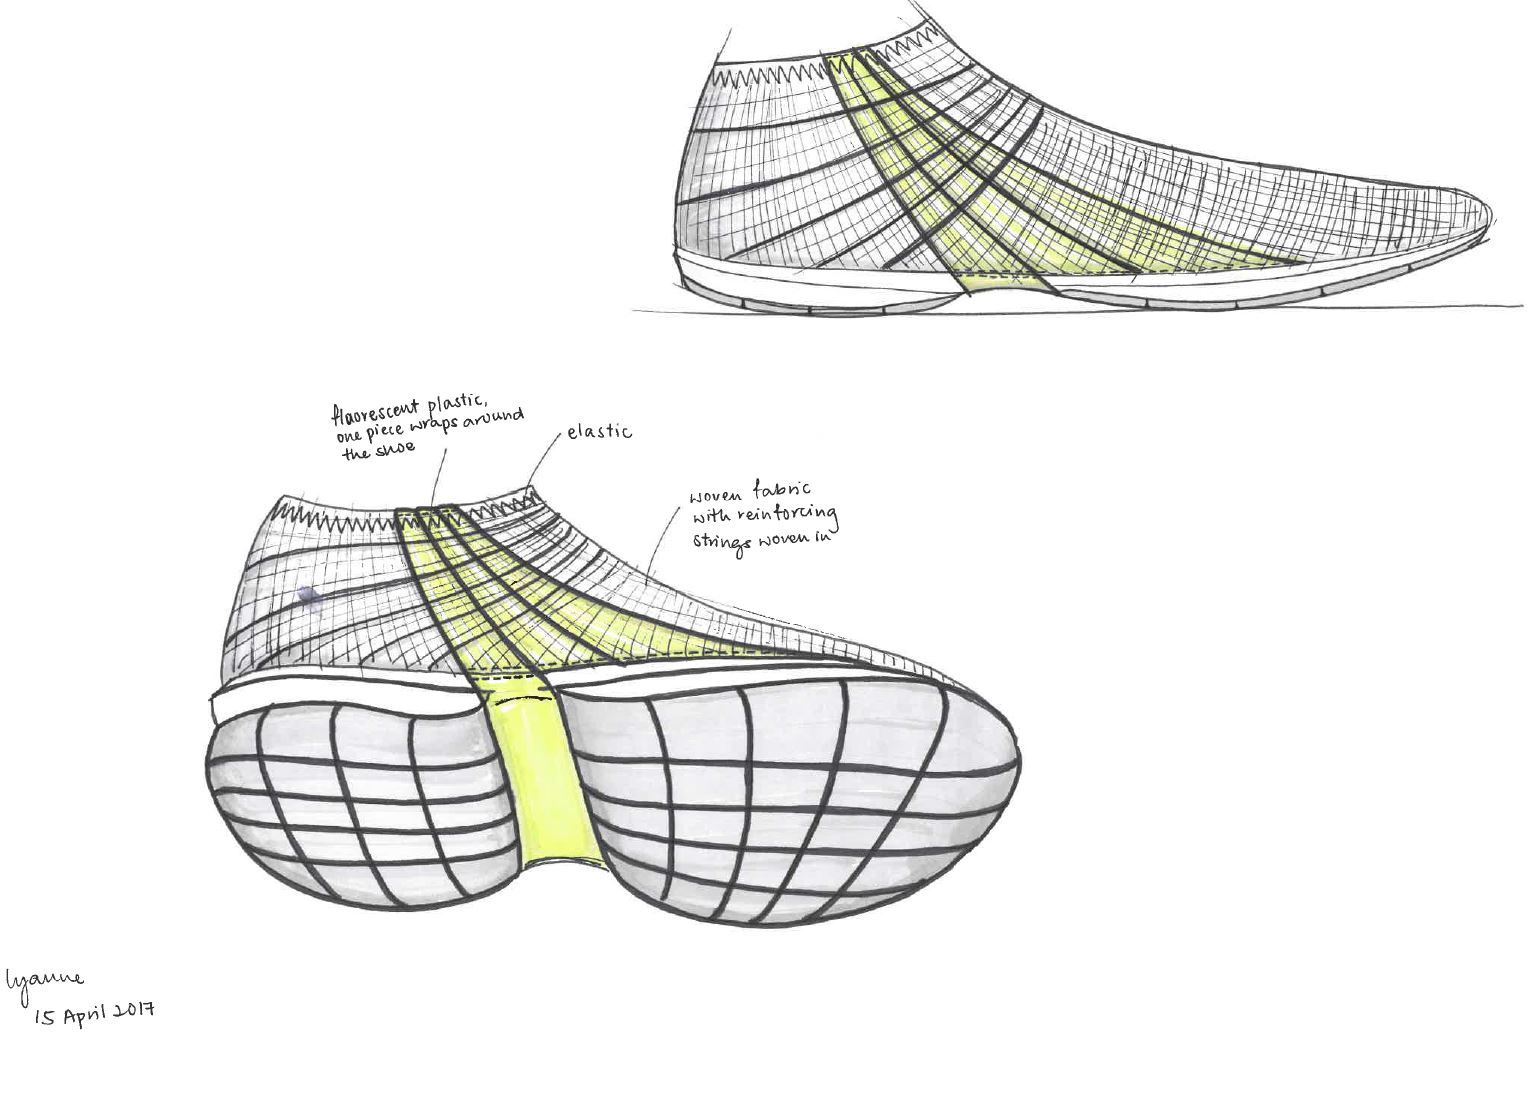 fluorescent plastic,
one piece wraps around
the shoe
elastic
woven fabric
with reinforcing
strings woven in
lyanne
15 April 2017